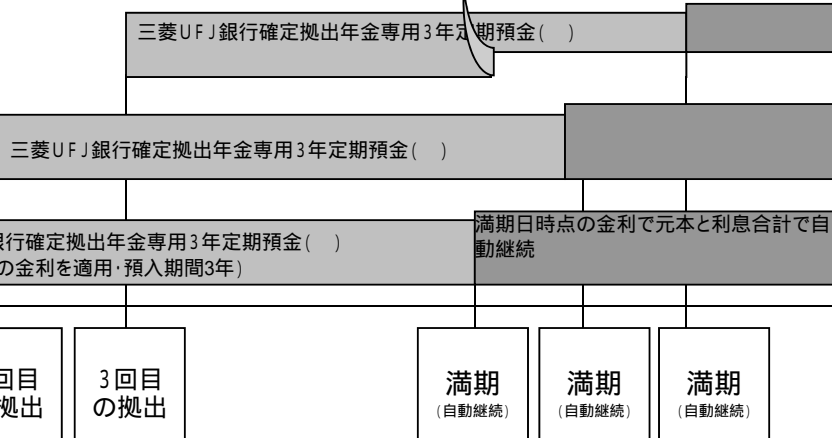 三菱UFJ銀行確定拠出年金専用3年定期預金(　)
三菱UFJ銀行確定拠出年金専用3年定期預金(　)
銀行確定拠出年金専用3年定期預金(　)
の金利を適用･預入期間3年)
満期日時点の金利で元本と利息合計で自
動継続
回目
拠出
3回目
の拠出
満期
(自動継続)
満期
(自動継続)
満期
(自動継続)